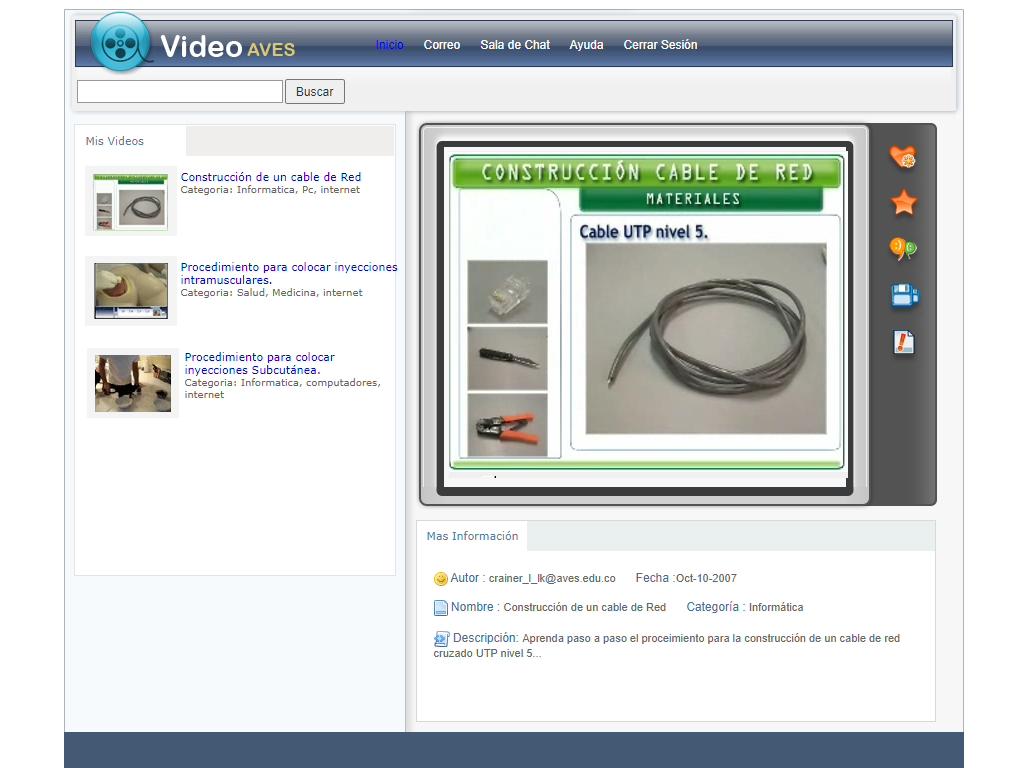 Video AVES
Inicio Correo Sala de Chat Ayuda Cerrar Sesión
Buscar
Mis Videos
Construcción de un cable de Red
Categoria: Informatica, Pc, internet
Procedimiento para colocar inyecciones
intramusculares.
Categoria: Salud, Medicina, internet
Procedimiento para colocar
inyecciones Subcutánea.
Categoria: Informatica, computadores,
internet
CONSTRUCCIÓN CABLE DE RED
MATERIALES
Cable UTP nivel 5.
Mas Información
Autor : crainer_l_lk@aves.edu.co Fecha :Oct-10-2007
Nombre : Construcción de un cable de Red Categoría : Informática
Descripción: Aprenda paso a paso el proceimiento para la construcción de un cable de red
cruzado UTP nivel 5...